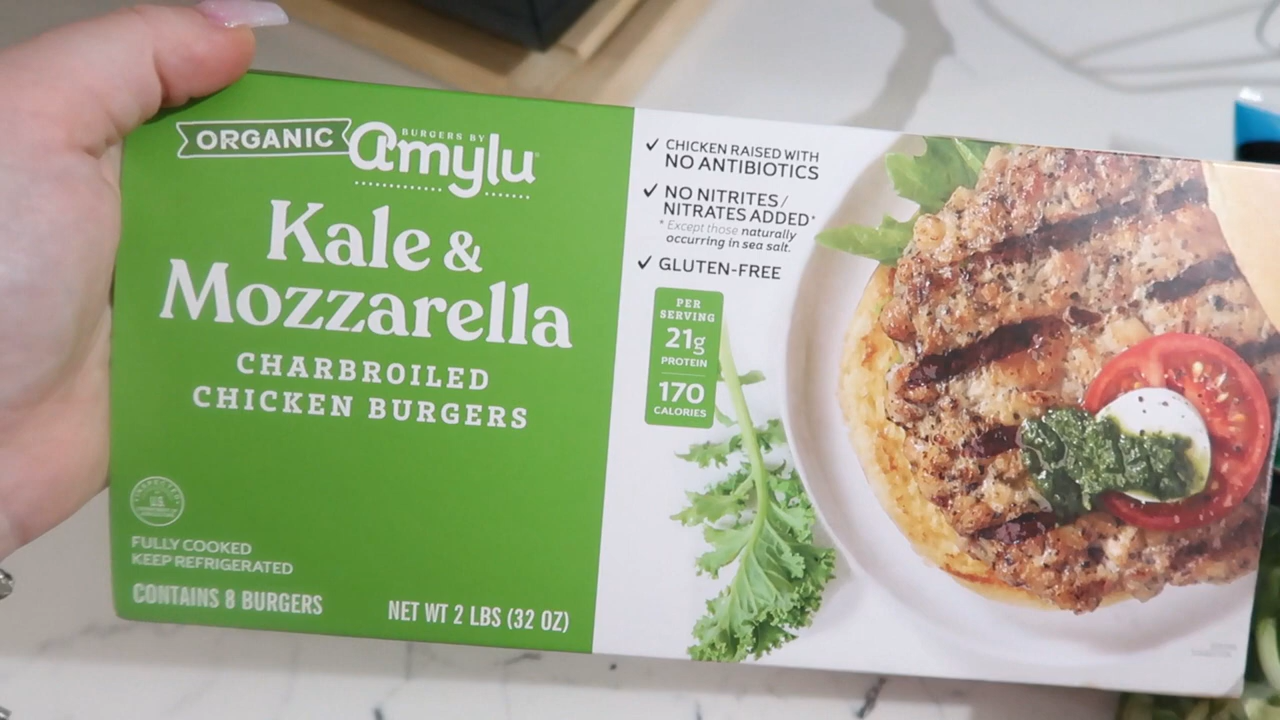 ORGANIC
BURGERS BY
amylu
Kale &
Mozzarella
CHARBROILED
CHICKEN BURGERS
FULLY COOKED
KEEP REFRIGERATED
CONTAINS 8 BURGERS
NET WT 2 LBS (32 OZ)
✓ CHICKEN RAISED WITH
NO ANTIBIOTICS
✓ NO NITRITES /
NITRATES ADDED*
* Except those naturally
occurring in sea salt.
✓ GLUTEN-FREE
PER
SERVING
21g
PROTEIN
170
CALORIES